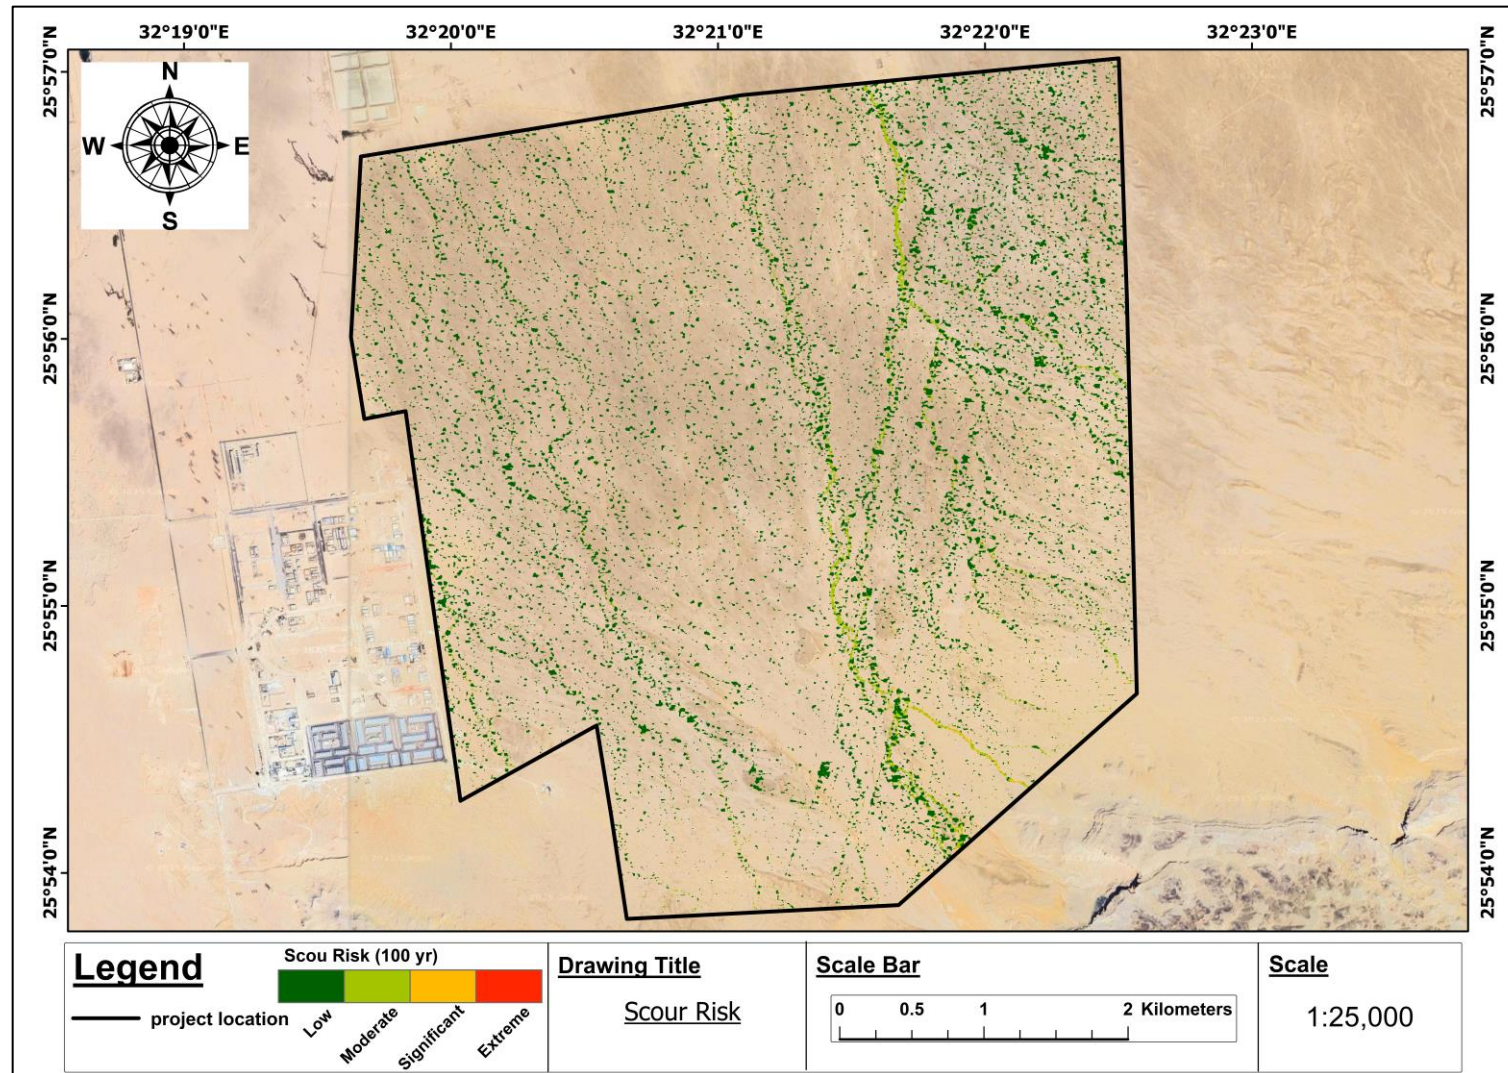 32°19'0"E 32°20'0"E 32°21'0"E 32°22'0"E 32°23'0"E
N
W E
S
25°57'0"N 25°57'0"N
25°56'0"N 25°56'0"N
25°55'0"N 25°55'0"N
25°54'0"N 25°54'0"N
Legend
project location
Scou Risk (100 yr)
Low
Moderate
Significant
Extreme
Drawing Title
Scour Risk
Scale Bar
0 0.5 1 2 Kilometers
Scale
1:25,000